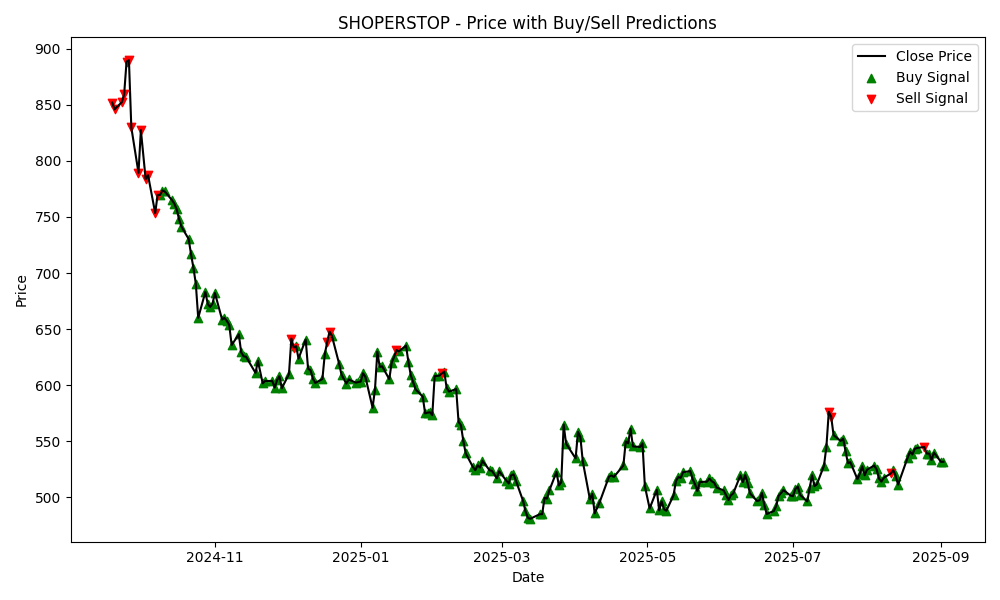 SHOPERSTOP - Price with Buy/Sell Predictions
Close Price
Buy Signal
Sell Signal
900
850
800
750
700
650
600
550
500
Price
2024-11
2025-01
2025-03
2025-05
2025-07
2025-09
Date